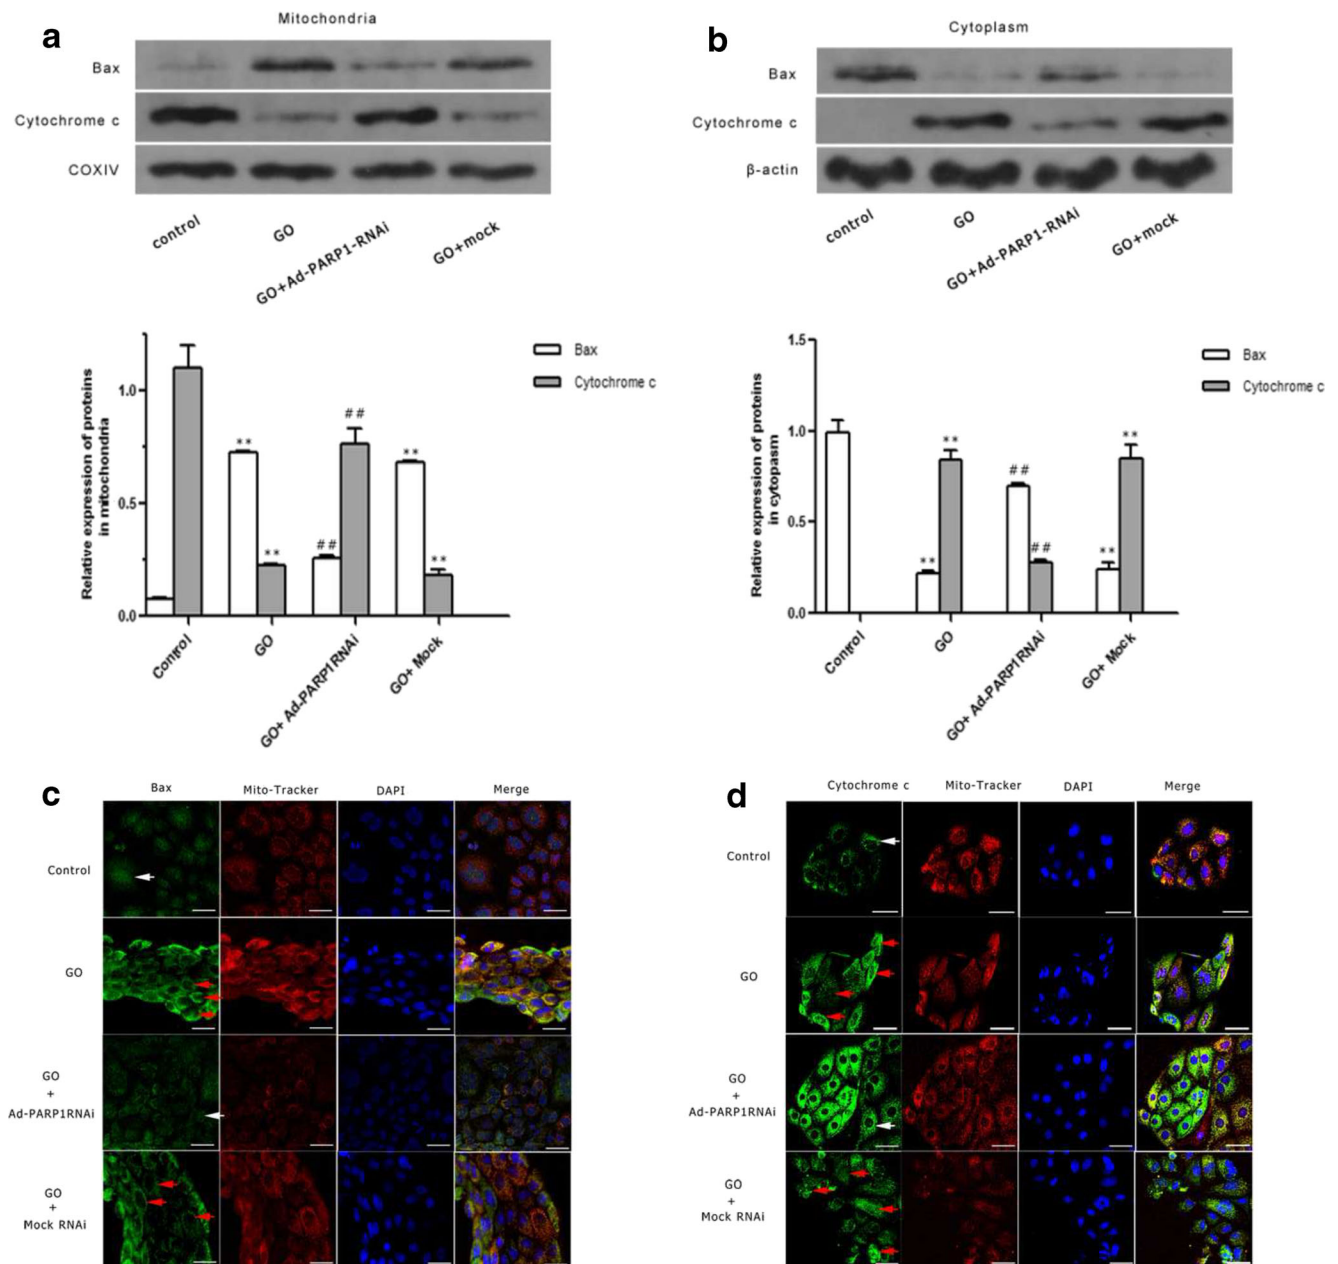 a
Mitochondria
Bax
Cytochrome c
COXIV
control
GO
GO+Ad-PARP1-RNAi
GO+mock
b
Cytoplasm
Bax
Cytochrome c
β-actin
control
GO
GO+Ad-PARP1-RNAi
GO+mock
Relative expression of proteins
in mitochondria
1.0
0.5
0.0
** ** ## ## ** **
Bax
Cytochrome c
Control
GO
GO+ Ad-PARP1RNAi
GO+ Mock
Relative expression of proteins
in cytopasm
1.5
1.0
0.5
0.0
** ** ## ## ** **
Bax
Cytochrome c
Control
GO
GO+ Ad-PARP1RNAi
GO+ Mock
c
Bax Mito-Tracker DAPI Merge
Control
GO
GO
+
Ad-PARP1RNAi
GO
+
Mock RNAi
d
Cytochrome c Mito-Tracker DAPI Merge
Control
GO
GO
+
Ad-PARP1RNAi
GO
+
Mock RNAi